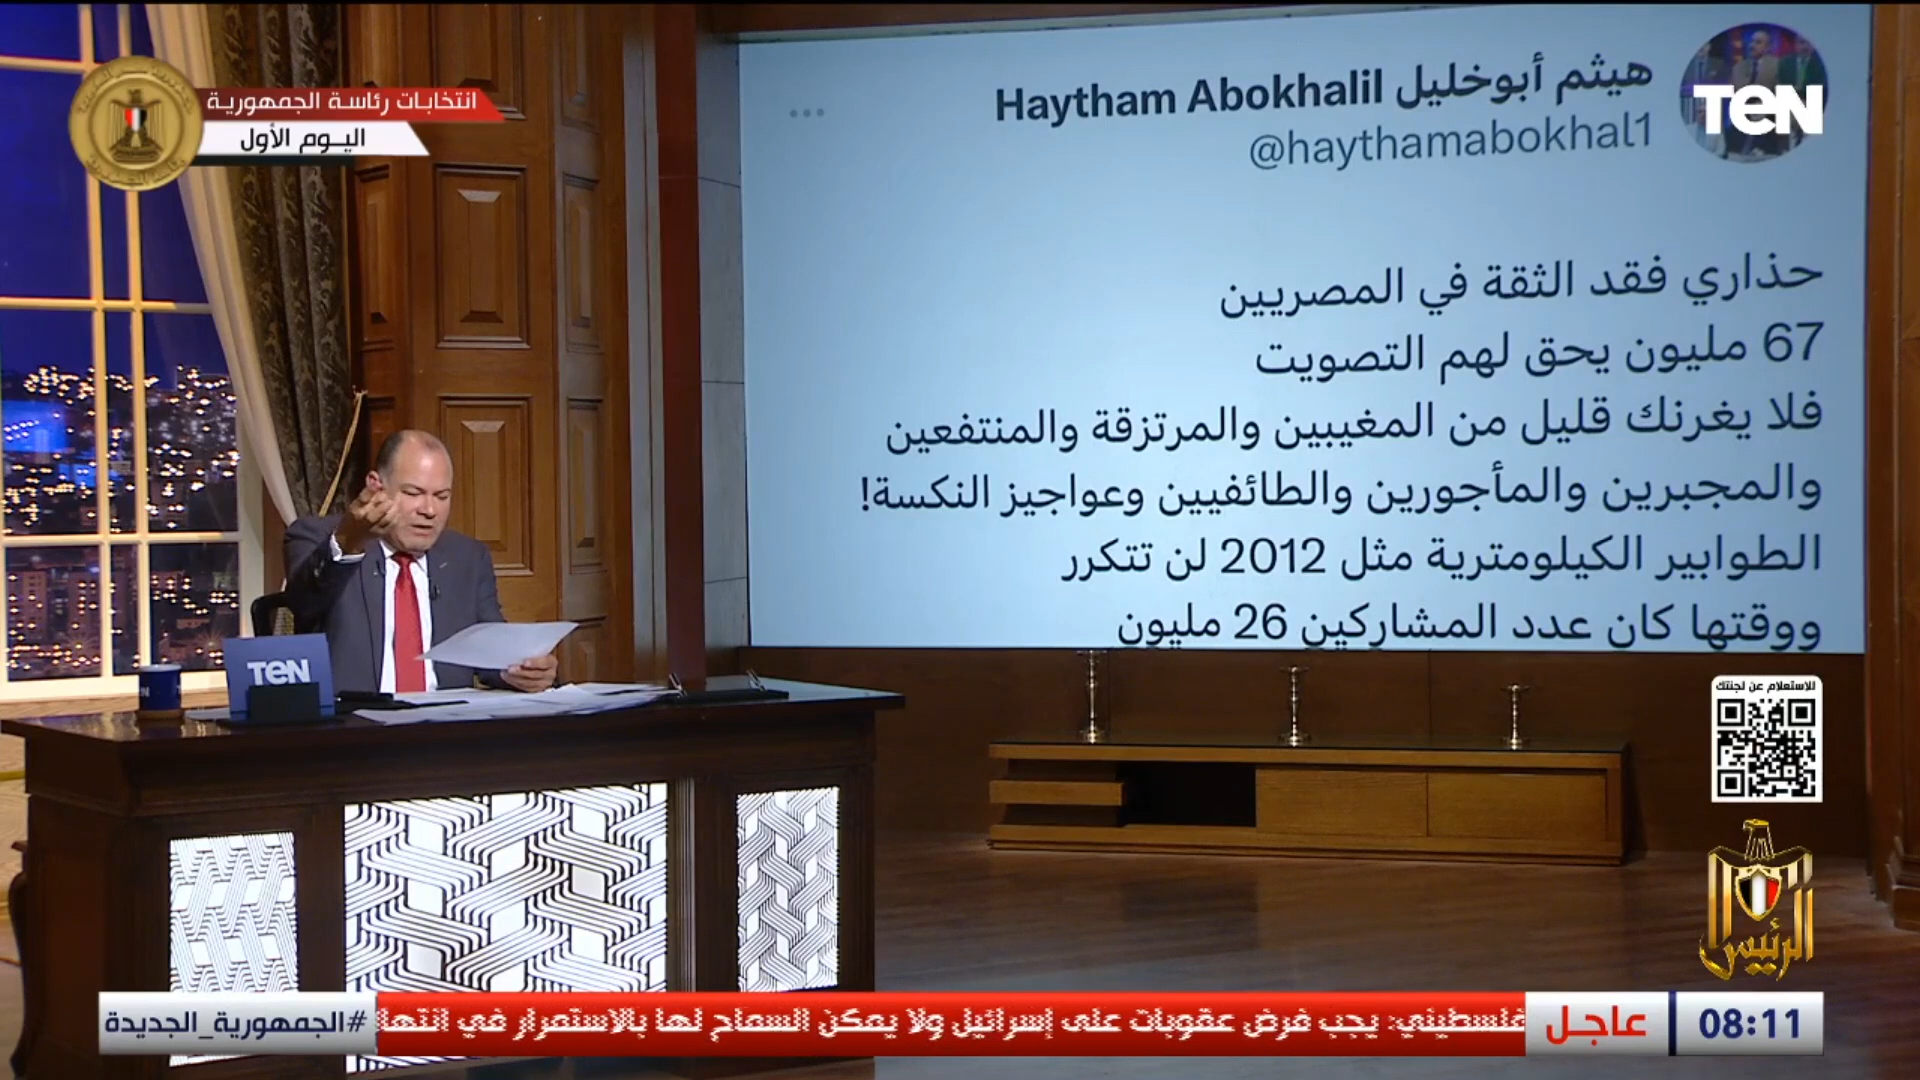 انتخابات رئاسة الجمهورية
اليوم الأول
TEN
هيثم أبوخليل Haytham Abokhalil
@haythamabokhal1
حذاري فقد الثقة في المصريين
67 مليون يحق لهم التصويت
فلا يغرنك قليل من المغيبين والمرتزقة والمنتفعين
والمجبرين والمأجورين والطائفيين وعواجيز النكسة!
الطوابير الكيلومترية مثل 2012 لن تتكرر
ووقتها كان عدد المشاركين 26 مليون
TEN
للاستعلام عن لجنتك
الرئيس
08:11
عاجل
فلسطيني: يجب فرض عقوبات على إسرائيل ولا يمكن السماح لها بالاستمرار في انتها
#الجمهورية_الجديدة